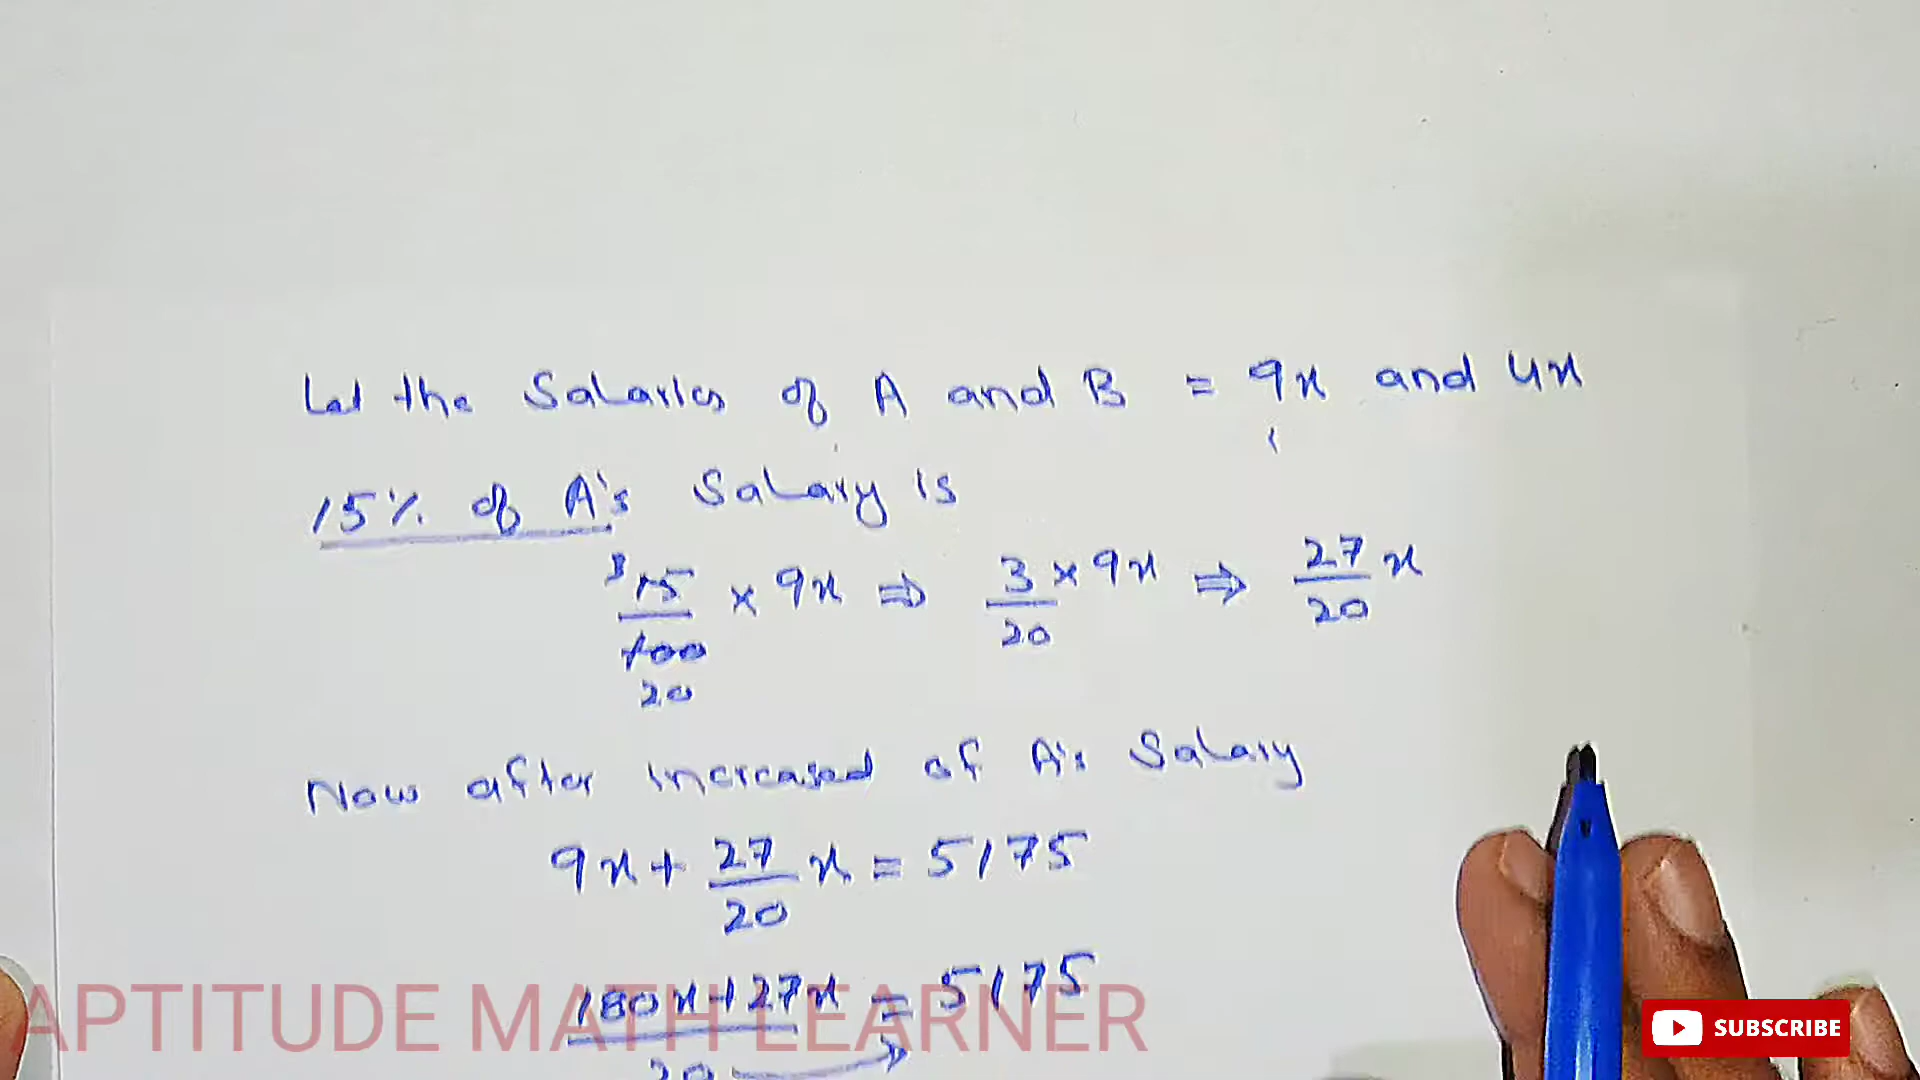 Let the Salaries of A and B = 9x and 4x
15% of A's Salary is
3 15/100 20 × 9x ⇒ 3/20 × 9x ⇒ 27/20 x
Now after increased of A's Salary
9x + 27/20 x = 5175
180x + 27x / 20 = 5175
APTITUDE MATH LEARNER
SUBSCRIBE